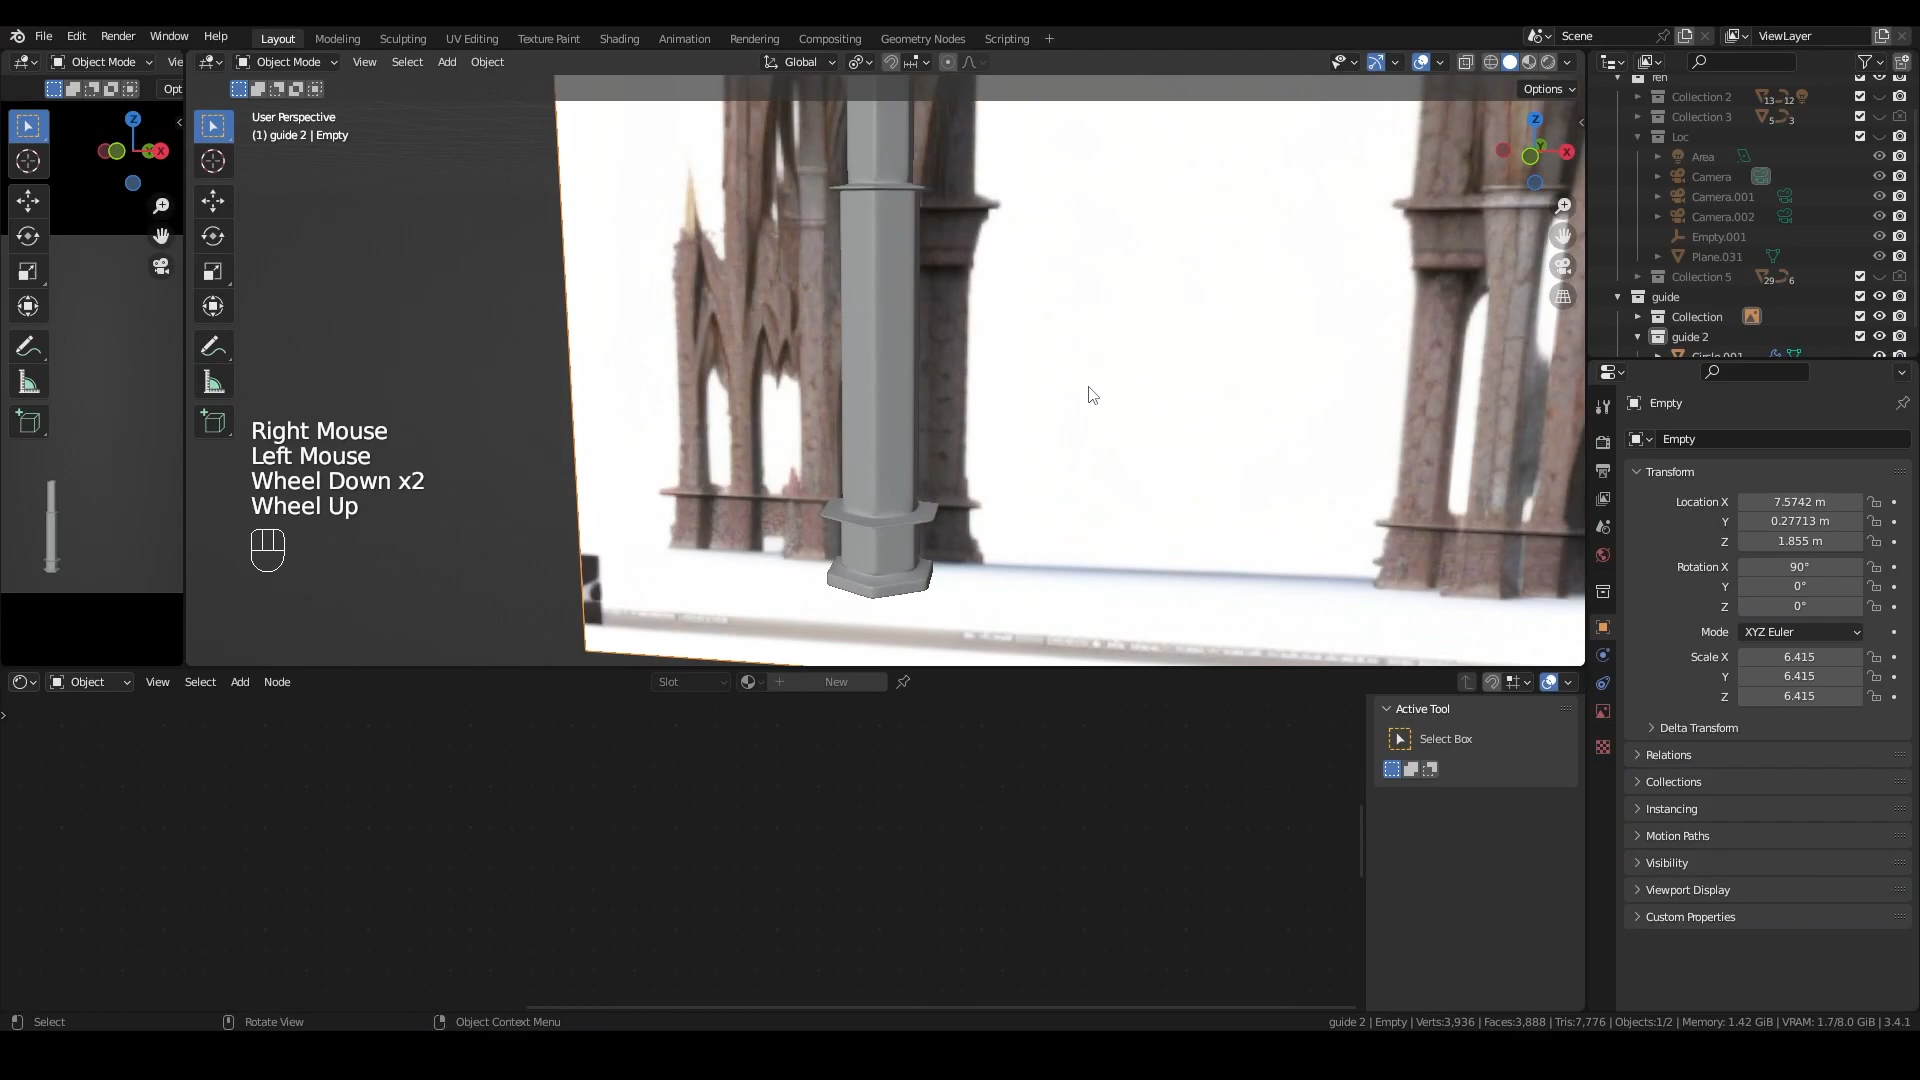 File Edit Render Window Help
Layout Modeling Sculpting UV Editing Texture Paint Shading Animation Rendering Compositing Geometry Nodes Scripting +
Scene
ViewLayer
Object Mode
Object Mode View Select Add Object
Global
Options
User Perspective
(1) guide 2 | Empty
Z
X
Z
X
Right Mouse
Left Mouse
Wheel Down x2
Wheel Up
Collection 2
13 12
Collection 3
5 3
Loc
Area
Camera
Camera.001
Camera.002
Empty.001
Plane.031
Collection 5
29 6
guide
Collection
guide 2
Empty
Empty
Transform
Location X 7.5742 m
Y 0.27713 m
Z 1.855 m
Rotation X 90°
Y 0°
Z 0°
Mode XYZ Euler
Scale X 6.415
Y 6.415
Z 6.415
Delta Transform
Relations
Collections
Instancing
Motion Paths
Visibility
Viewport Display
Custom Properties
Object View Select Add Node
Slot
+ New
Active Tool
Select Box
Select
Rotate View
Object Context Menu
guide 2 | Empty | Verts:3,936 | Faces:3,888 | Tris:7,776 | Objects:1/2 | Memory: 1.42 GiB | VRAM: 1.7/8.0 GiB | 3.4.1